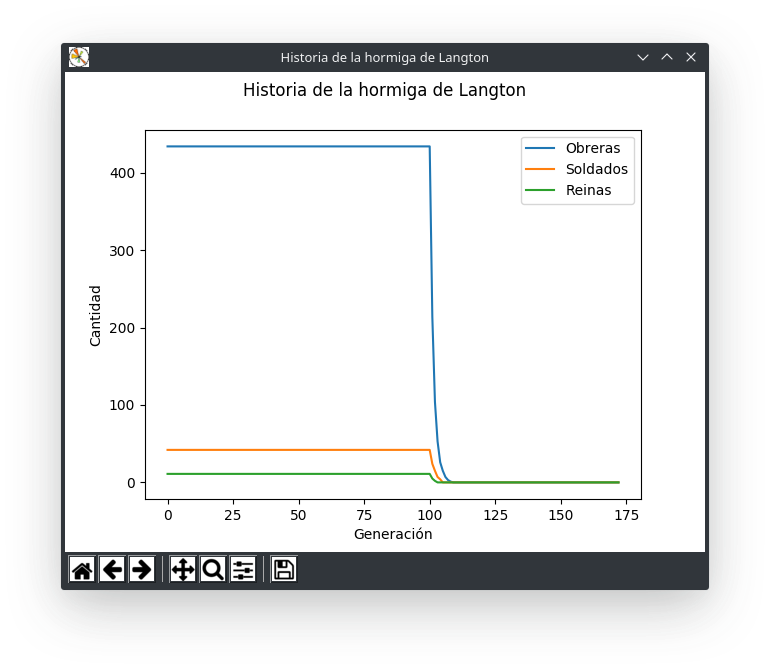 Historia de la hormiga de Langton
Historia de la hormiga de Langton
Obreras
Soldados
Reinas
400
300
200
100
0
Cantidad
0 25 50 75 100 125 150 175
Generación